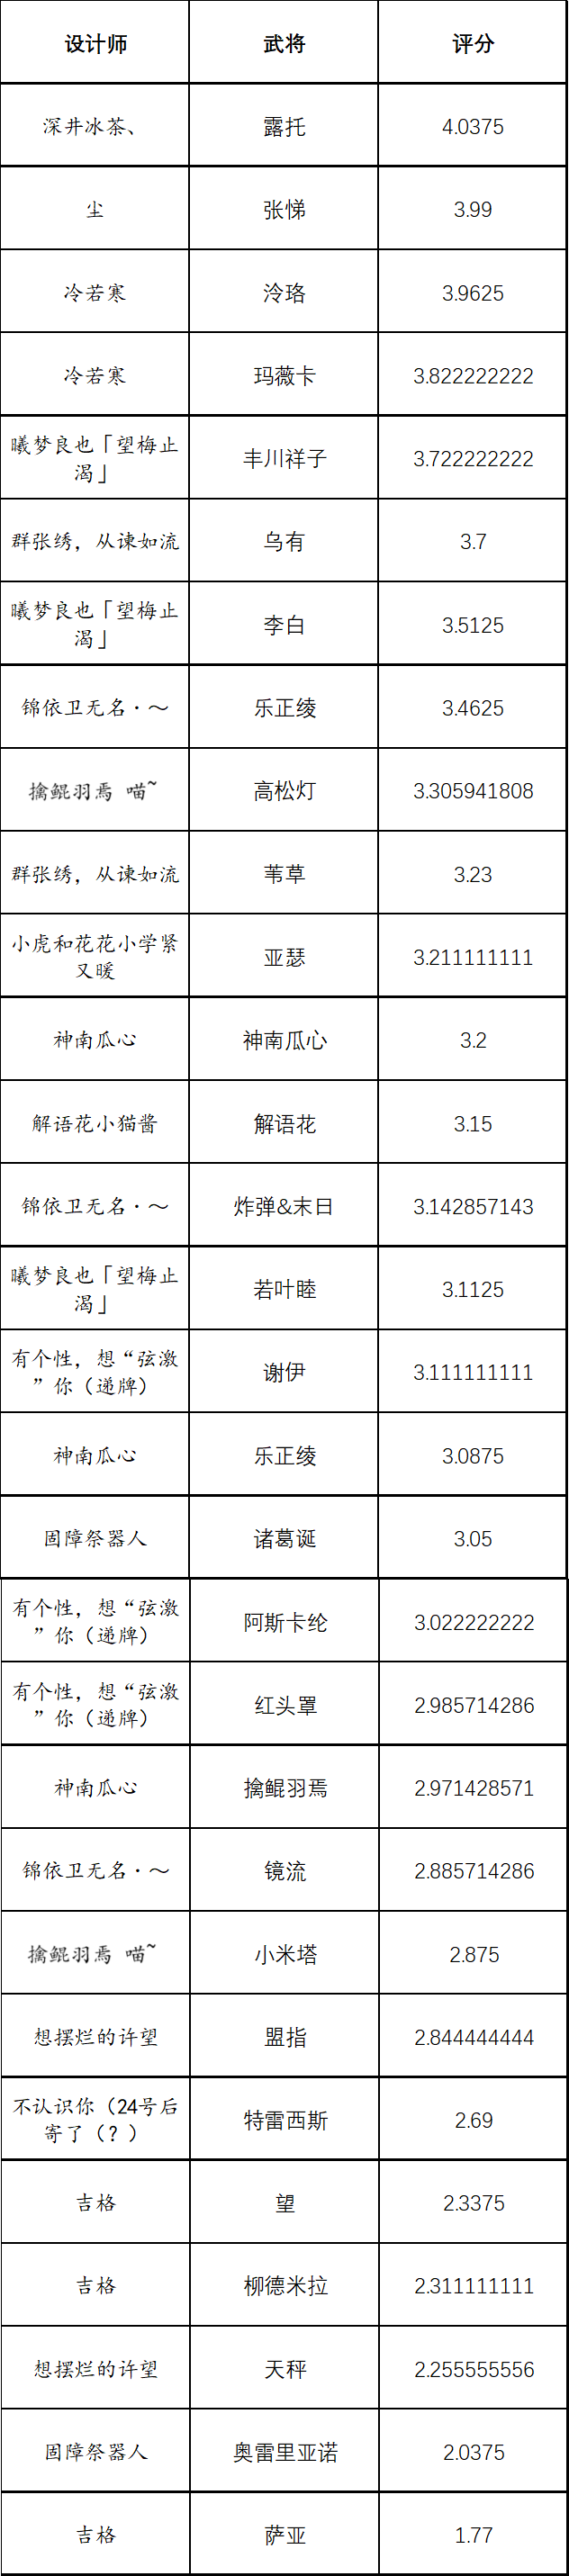 设计师 武将 评分
深井冰茶、 露托 4.0375
尘 张悌 3.99
冷若寒 泠珞 3.9625
冷若寒 玛薇卡 3.822222222
曦梦良也「望梅止
渴」 丰川祥子 3.722222222
群张绣，从谏如流 乌有 3.7
曦梦良也「望梅止
渴」 李白 3.5125
锦依卫无名·～ 乐正绫 3.4625
擒鲲羽焉 喵~ 高松灯 3.305941808
群张绣，从谏如流 苇草 3.23
小虎和花花小学紧
又暖 亚瑟 3.211111111
神南瓜心 神南瓜心 3.2
解语花小猫酱 解语花 3.15
锦依卫无名·～ 炸弹&末日 3.142857143
曦梦良也「望梅止
渴」 若叶睦 3.1125
有个性，想“弦激
”你（递牌） 谢伊 3.111111111
神南瓜心 乐正绫 3.0875
固障祭器人 诸葛诞 3.05
有个性，想“弦激
”你（递牌） 阿斯卡纶 3.022222222
有个性，想“弦激
”你（递牌） 红头罩 2.985714286
神南瓜心 擒鲲羽焉 2.971428571
锦依卫无名·～ 镜流 2.885714286
擒鲲羽焉 喵~ 小米塔 2.875
想摆烂的许望 盟指 2.844444444
不认识你（24号后
寄了（？） 特雷西斯 2.69
吉格 望 2.3375
吉格 柳德米拉 2.311111111
想摆烂的许望 天秤 2.255555556
固障祭器人 奥雷里亚诺 2.0375
吉格 萨亚 1.77